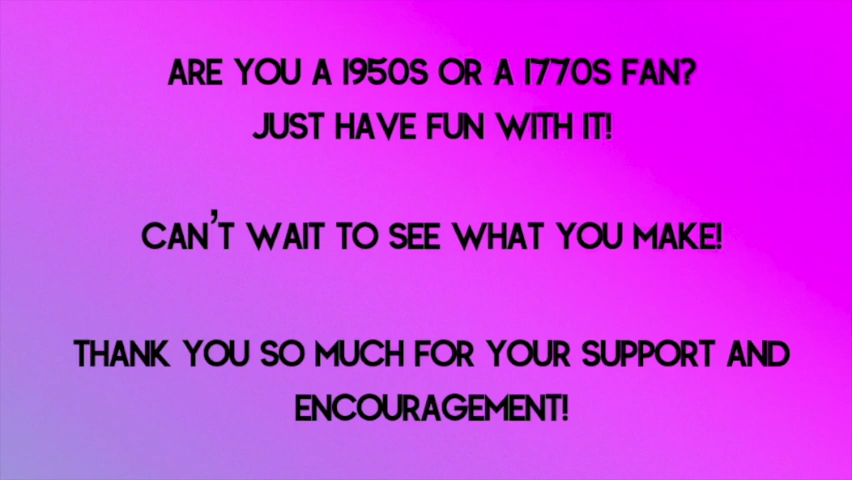 ARE YOU A 1950S OR A 1770S FAN?
JUST HAVE FUN WITH IT!
CAN'T WAIT TO SEE WHAT YOU MAKE!
THANK YOU SO MUCH FOR YOUR SUPPORT AND
ENCOURAGEMENT!